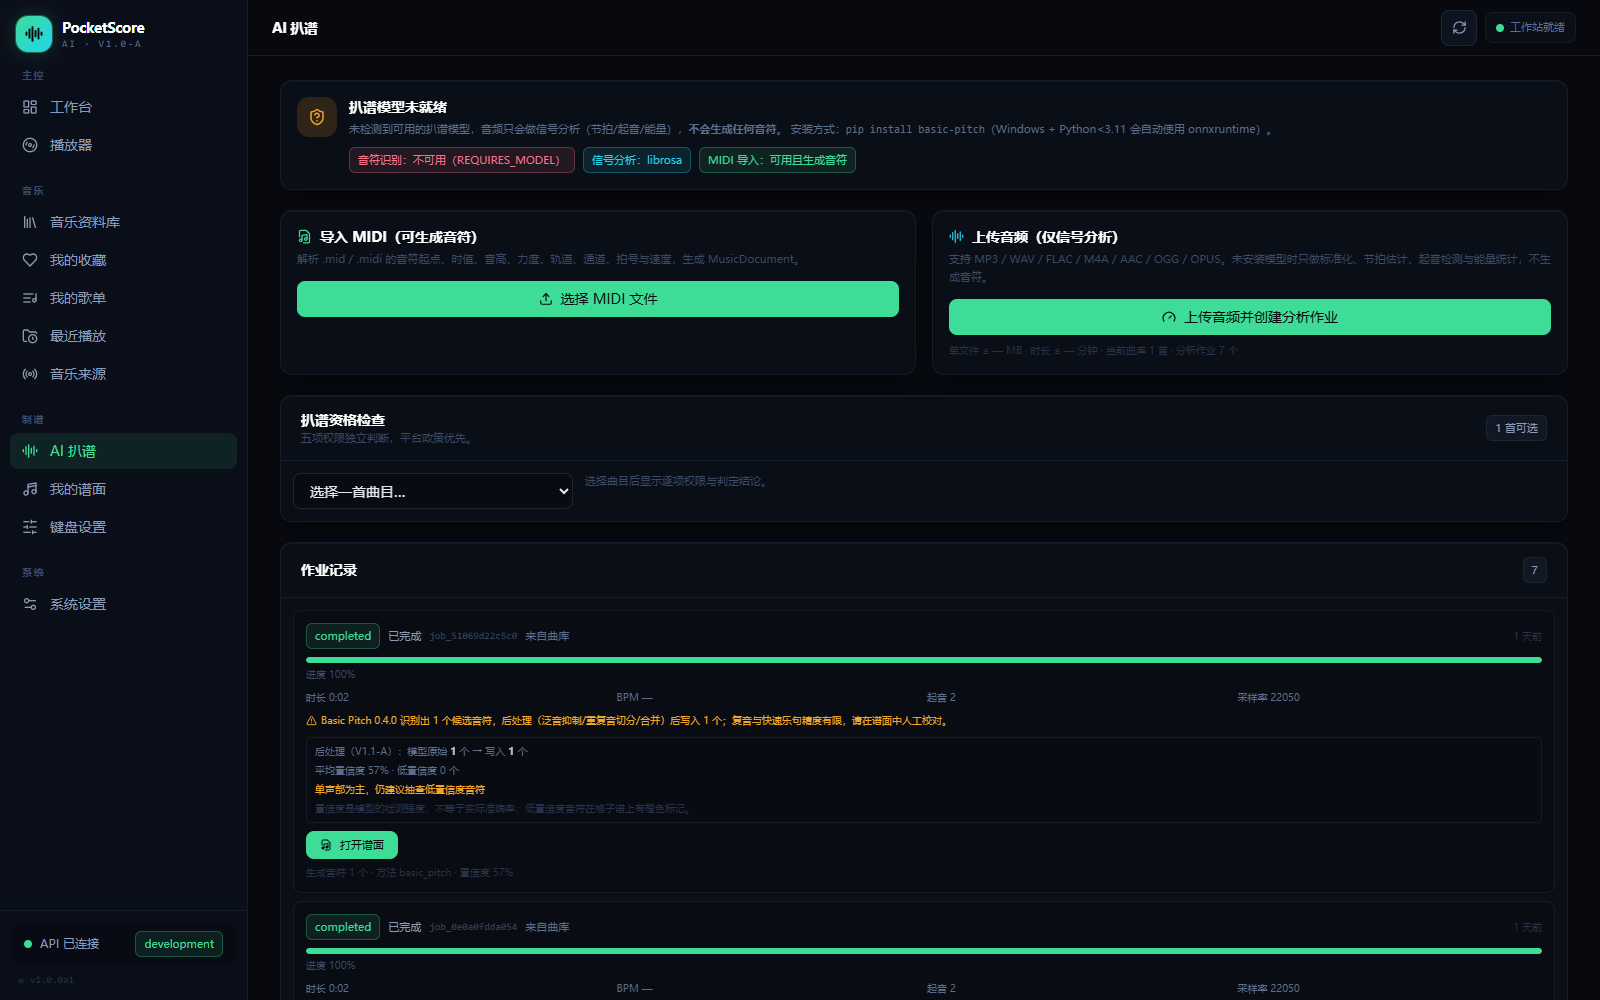 PocketScore
AI · V1.0-A
主控
工作台
播放器
音乐
音乐资料库
我的收藏
我的歌单
最近播放
音乐来源
制谱
AI 扒谱
我的谱面
键盘设置
系统
系统设置
API 已连接
development
« v1.0.0a1
AI 扒谱
工作站就绪
扒谱模型未就绪
未检测到可用的扒谱模型，音频只会做信号分析（节拍/起音/能量），不会生成任何音符。 安装方式：pip install basic-pitch（Windows + Python<3.11 会自动使用 onnxruntime）。
音符识别：不可用（REQUIRES_MODEL）
信号分析：librosa
MIDI 导入：可用且生成音符
导入 MIDI（可生成音符）
解析 .mid / .midi 的音符起点、时值、音高、力度、轨道、通道、拍号与速度，生成 MusicDocument。
选择 MIDI 文件
上传音频（仅信号分析）
支持 MP3 / WAV / FLAC / M4A / AAC / OGG / OPUS。未安装模型时只做标准化、节拍估计、起音检测与能量统计，不生
成音符。
上传音频并创建分析作业
单文件 ≤ — MB · 时长 ≤ — 分钟 · 当前曲库 1 首 · 分析作业 7 个
扒谱资格检查
五项权限独立判断，平台政策优先。
1 首可选
选择一首曲目...
选择曲目后显示逐项权限与判定结论。
作业记录
7
completed 已完成 job_51069d22c5c0 来自曲库
1 天前
进度 100%
时长 0:02 BPM — 起音 2 采样率 22050
Basic Pitch 0.4.0 识别出 1 个候选音符，后处理（泛音抑制/重复音切分/合并）后写入 1 个；复音与快速乐句精度有限，请在谱面中人工校对。
后处理（V1.1-A）：模型原始 1 个 → 写入 1 个
平均置信度 57% · 低置信度 0 个
单声部为主，仍建议抽查低置信度音符
置信度是模型的检测强度，不等于实际准确率；低置信度音符在格子谱上有橙色标记。
打开谱面
生成音符 1 个 · 方法 basic_pitch · 置信度 57%
completed 已完成 job_0e0a0fdda054 来自曲库
1 天前
进度 100%
时长 0:02 BPM — 起音 2 采样率 22050